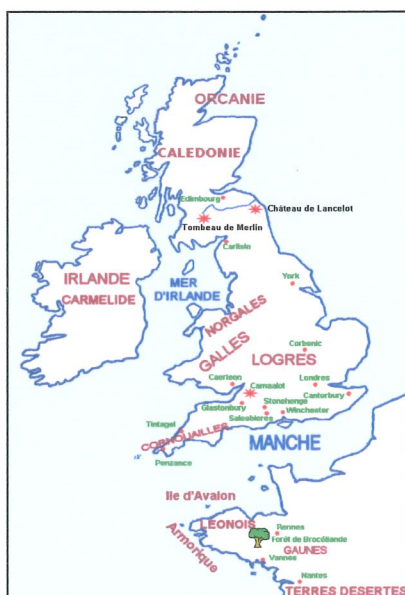 ORCANIE
CALEDONIE
Edimbourg
Château de Lancelot
Tombeau de Merlin
Carlisle
IRLANDE
CARMELIDE
MER
D'IRLANDE
York
NORGALES
GALLES
Corbenic
LOGRES
Caerleon
Camaalot
Londres
Canterburry
Glastonbury
Stonehenge
Salesbieres
Winchester
Tintagel
CORNOUAILLES
MANCHE
Penzance
Ile d'Avalon
LEONOIS
Rennes
Forêt de Brocéliande
GAUNES
Armorique
Vannes
Nantes
TERRES DESERTES